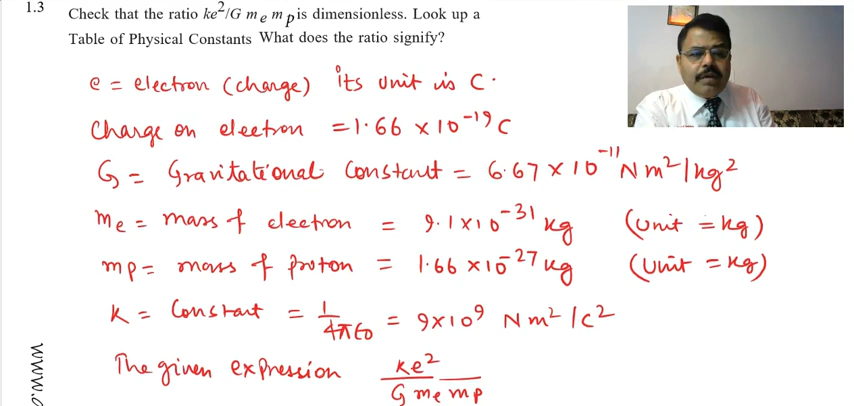 1.3 Check that the ratio ke²/G mₑ mₚ is dimensionless. Look up a
Table of Physical Constants What does the ratio signify?
e = electron (charge) its unit is C.
Charge on electron = 1.66 × 10⁻¹⁹ C
G = Gravitational Constant = 6.67 × 10⁻¹¹ Nm²/kg²
me = mass of electron = 9.1 × 10⁻³¹ kg (unit = kg)
mp = mass of proton = 1.66 × 10⁻²⁷ kg (unit = kg)
K = Constant = 1/4πε₀ = 9×10⁹ Nm²/C²
The given expression ke²/G me mp
www.